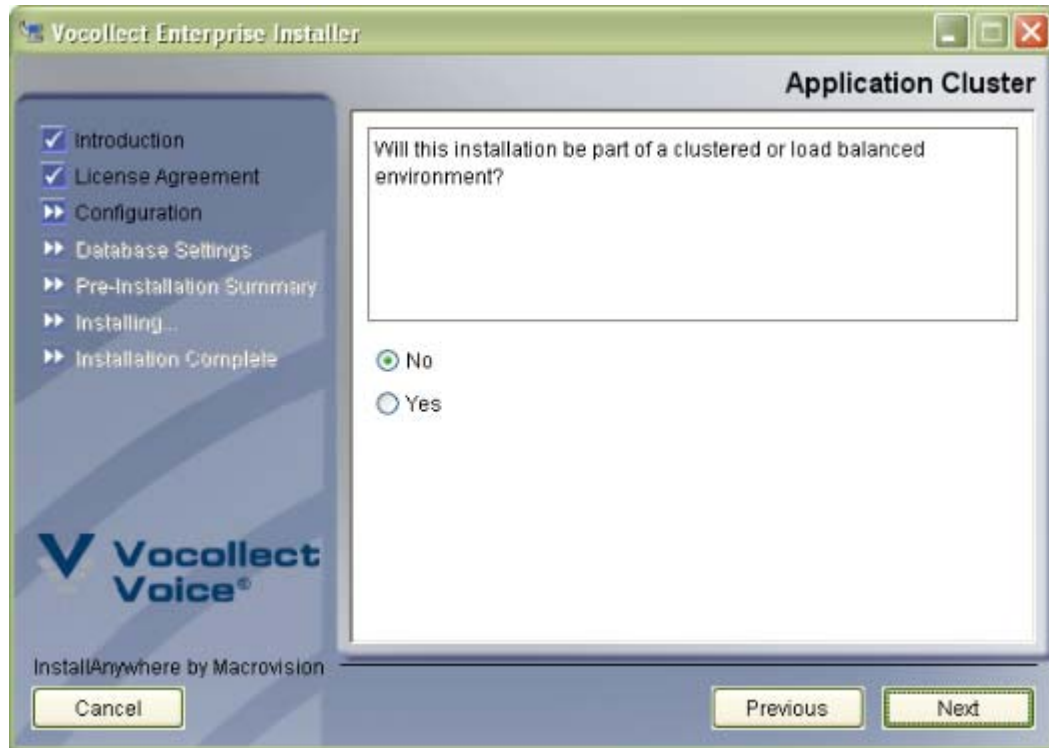 Vocollect Enterprise Installer
Application Cluster
Introduction
License Agreement
Configuration
Database Settings
Pre-Installation Summary
Installing...
Installation Complete
Will this installation be part of a clustered or load balanced
environment?
No
Yes
Vocollect
Voice®
InstallAnywhere by Macrovision
Cancel
Previous
Next